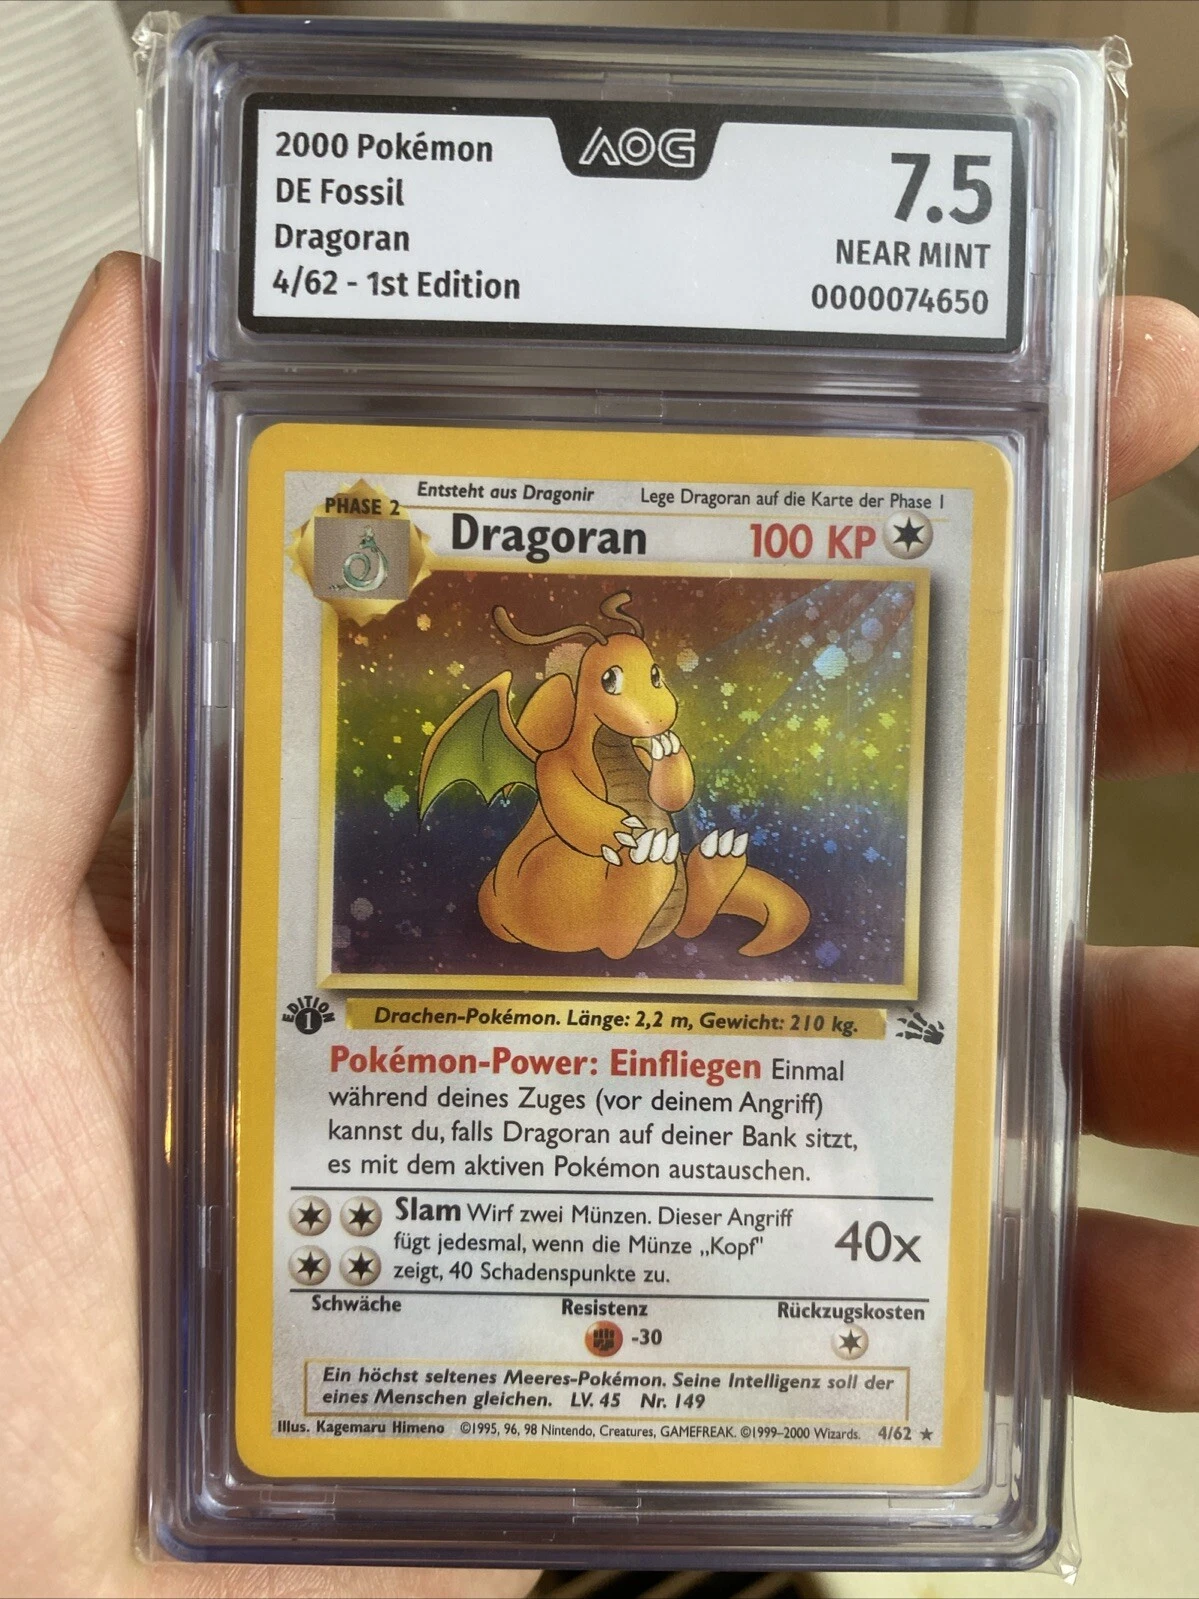 2000 Pokémon
DE Fossil
Dragoran
4/62 - 1st Edition
AOG
7.5
NEAR MINT
0000074650
PHASE 2
Entsteht aus Dragonir
Lege Dragoran auf die Karte der Phase 1
Dragoran
100 KP
EDITION
1
Drachen-Pokémon. Länge: 2,2 m, Gewicht: 210 kg.
Pokémon-Power: Einfliegen Einmal
während deines Zuges (vor deinem Angriff)
kannst du, falls Dragoran auf deiner Bank sitzt,
es mit dem aktiven Pokémon austauschen.
Slam Wirf zwei Münzen. Dieser Angriff
fügt jedesmal, wenn die Münze „Kopf"
zeigt, 40 Schadenspunkte zu.
40x
Schwäche
Resistenz
Rückzugskosten
-30
Ein höchst seltenes Meeres-Pokémon. Seine Intelligenz soll der
eines Menschen gleichen. LV. 45 Nr. 149
Illus. Kagemaru Himeno ©1995, 96, 98 Nintendo, Creatures, GAMEFREAK. ©1999-2000 Wizards. 4/62 ★